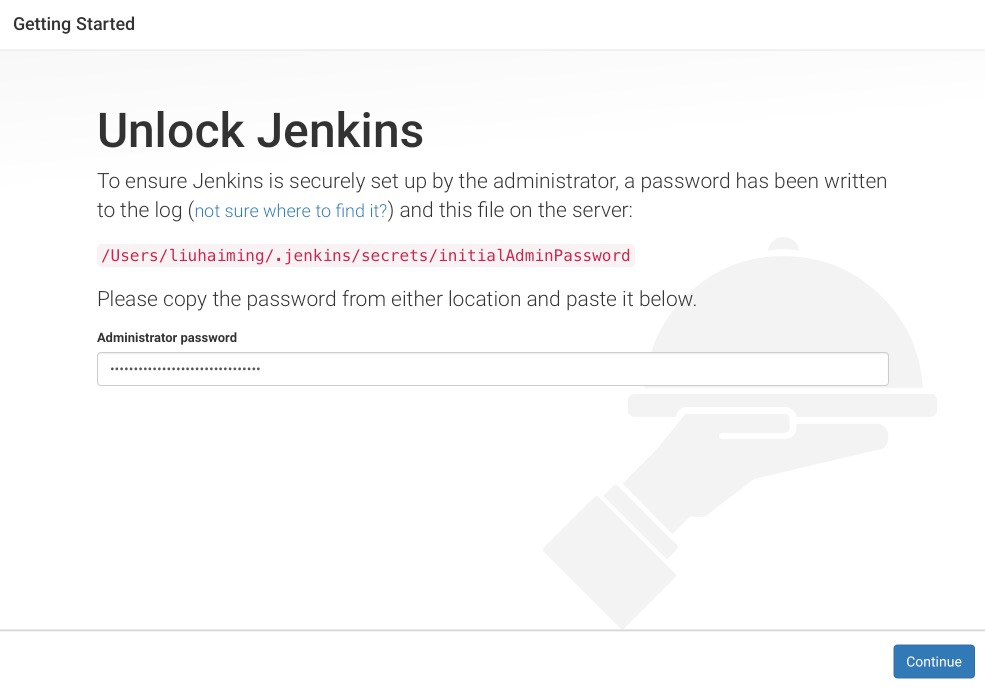 Getting Started
Unlock Jenkins
To ensure Jenkins is securely set up by the administrator, a password has been written
to the log (not sure where to find it?) and this file on the server:
/Users/liuhaiming/.jenkins/secrets/initialAdminPassword
Please copy the password from either location and paste it below.
Administrator password
Continue